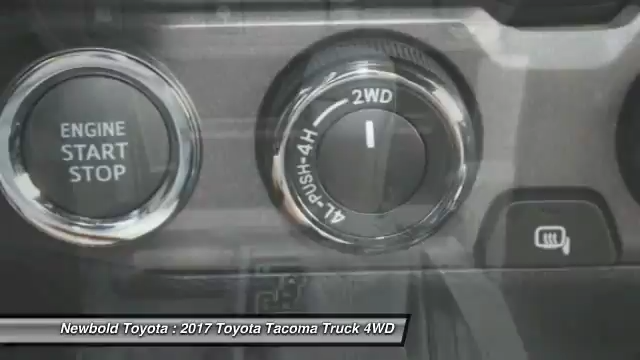 ENGINE
START
STOP
2WD
4L-PUSH-4H
Newbold Toyota : 2017 Toyota Tacoma Truck 4WD